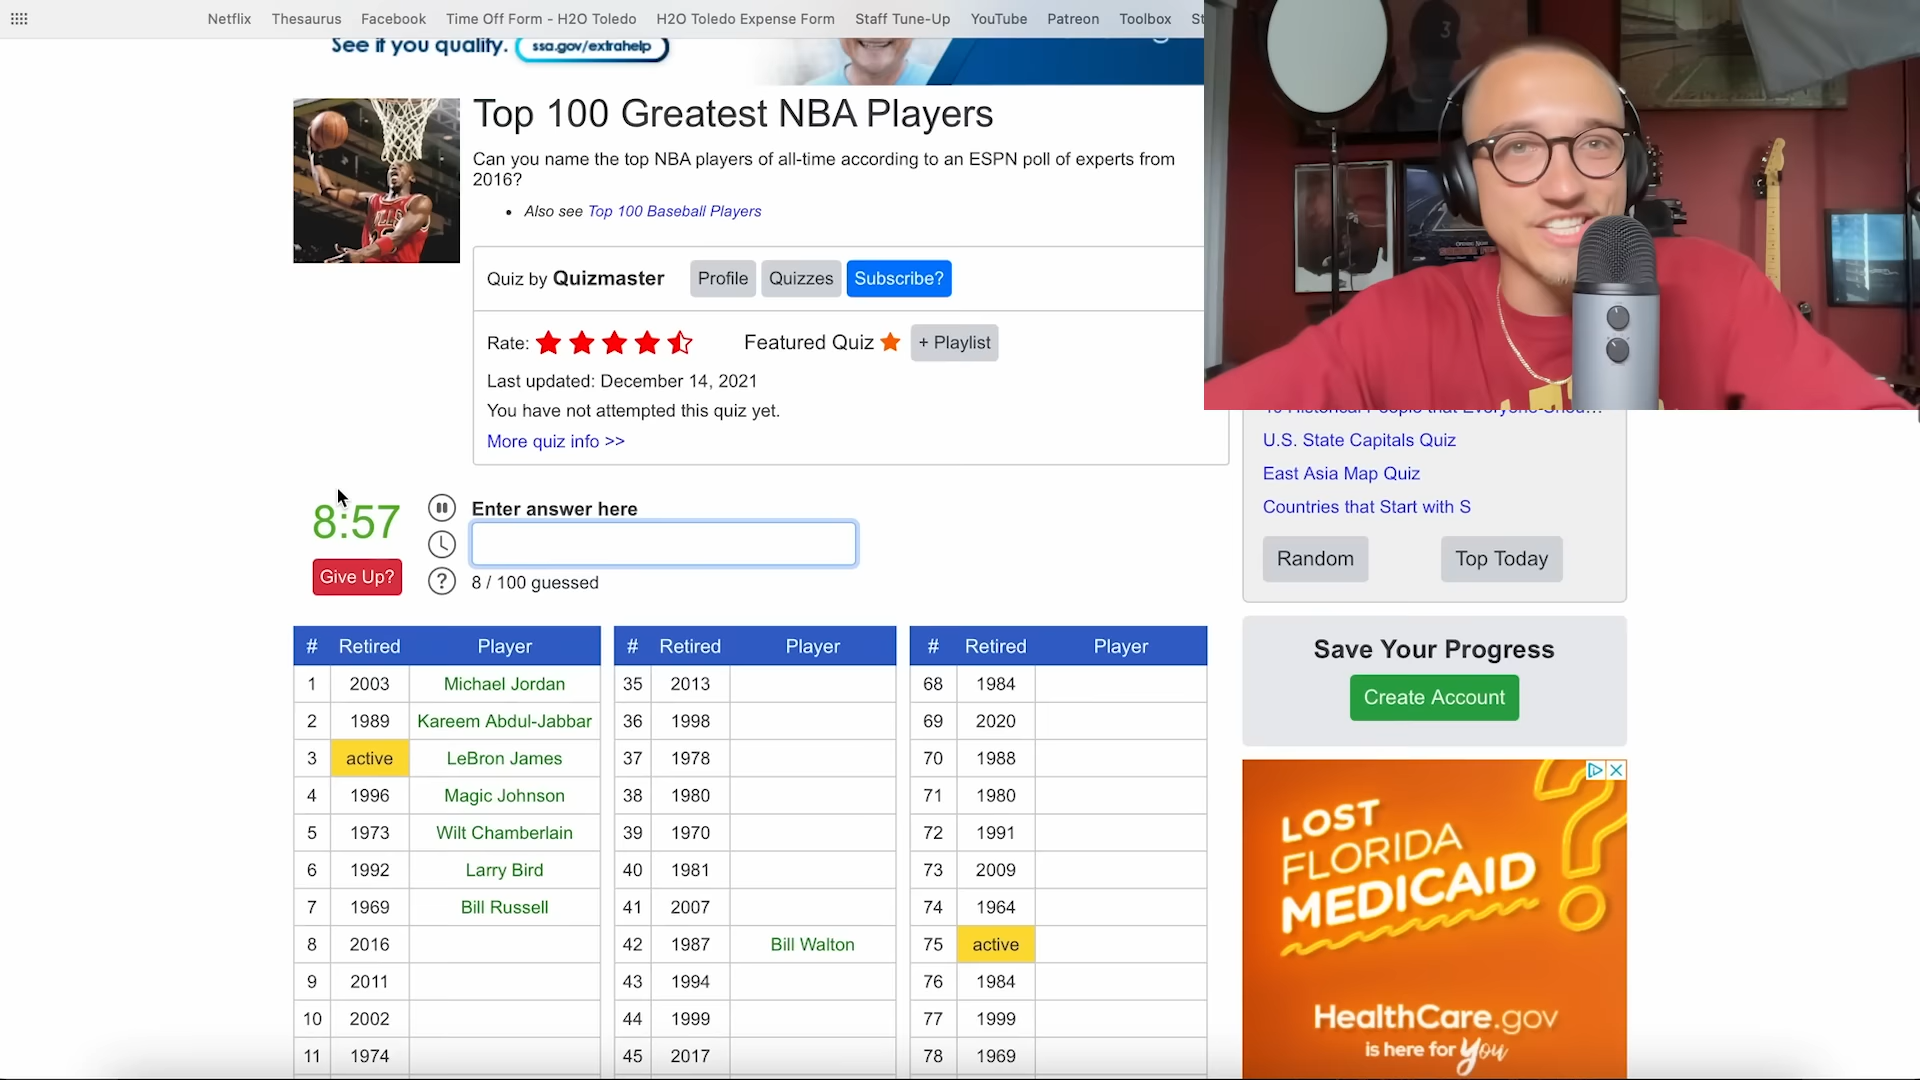 Netflix Thesaurus Facebook Time Off Form - H2O Toledo H2O Toledo Expense Form Staff Tune-Up YouTube Patreon Toolbox
See if you qualify. ssa.gov/extrahelp
Top 100 Greatest NBA Players
Can you name the top NBA players of all-time according to an ESPN poll of experts from
2016?
• Also see Top 100 Baseball Players
Quiz by Quizmaster Profile Quizzes Subscribe?
Rate: Featured Quiz + Playlist
Last updated: December 14, 2021
You have not attempted this quiz yet.
More quiz info >>
U.S. State Capitals Quiz
East Asia Map Quiz
Countries that Start with S
Random Top Today
8:57
Give Up?
Enter answer here
8 / 100 guessed
Save Your Progress
Create Account
# Retired Player # Retired Player # Retired Player
1 2003 Michael Jordan 35 2013 68 1984
2 1989 Kareem Abdul-Jabbar 36 1998 69 2020
3 active LeBron James 37 1978 70 1988
4 1996 Magic Johnson 38 1980 71 1980
5 1973 Wilt Chamberlain 39 1970 72 1991
6 1992 Larry Bird 40 1981 73 2009
7 1969 Bill Russell 41 2007 74 1964
8 2016 42 1987 Bill Walton 75 active
9 2011 43 1994 76 1984
10 2002 44 1999 77 1999
11 1974 45 2017 78 1969
LOST
FLORIDA
MEDICAID
?
HealthCare.gov
is here for You